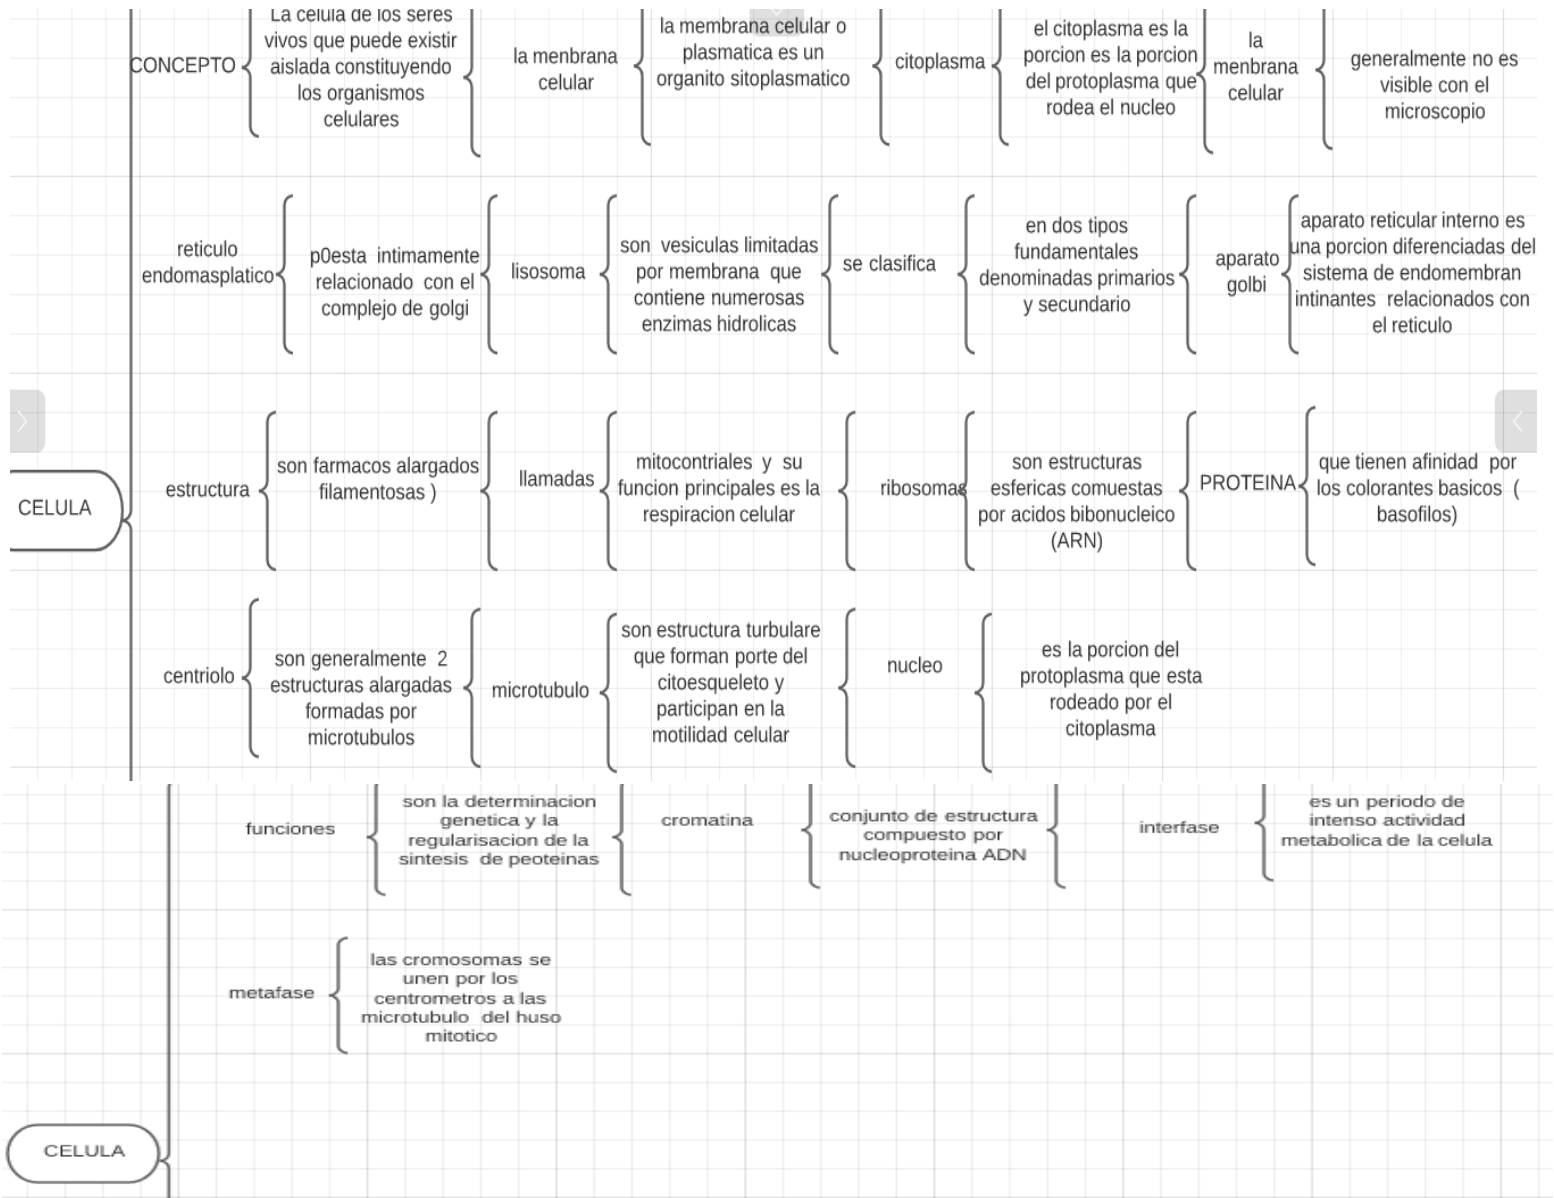 CONCEPTO
La celula de los seres
vivos que puede existir
aislada constituyendo
los organismos
celulares
la menbrana
celular
la membrana celular o
plasmatica es un
organito sitoplasmatico
citoplasma
el citoplasma es la
porcion es la porcion
del protoplasma que
rodea el nucleo
la
menbrana
celular
generalmente no es
visible con el
microscopio
reticulo
endomasplatico
p0esta intimamente
relacionado con el
complejo de golgi
lisosoma
son vesiculas limitadas
por membrana que
contiene numerosas
enzimas hidrolicas
se clasifica
en dos tipos
fundamentales
denominadas primarios
y secundario
aparato
golbi
aparato reticular interno es
una porcion diferenciadas del
sistema de endomembran
intinantes relacionados con
el reticulo
CELULA
estructura
son farmacos alargados
filamentosas )
llamadas
mitocontriales y su
funcion principales es la
respiracion celular
ribosomas
son estructuras
esfericas comuestas
por acidos bibonucleico
(ARN)
PROTEINA
que tienen afinidad por
los colorantes basicos (
basofilos)
centriolo
son generalmente 2
estructuras alargadas
formadas por
microtubulos
microtubulo
son estructura turbulare
que forman porte del
citoesqueleto y
participan en la
motilidad celular
nucleo
es la porcion del
protoplasma que esta
rodeado por el
citoplasma
funciones
son la determinacion
genetica y la
regularisacion de la
sintesis de peoteinas
cromatina
conjunto de estructura
compuesto por
nucleoproteina ADN
interfase
es un periodo de
intenso actividad
metabolica de la celula
metafase
las cromosomas se
unen por los
centrometros a las
microtubulo del huso
mitotico
CELULA